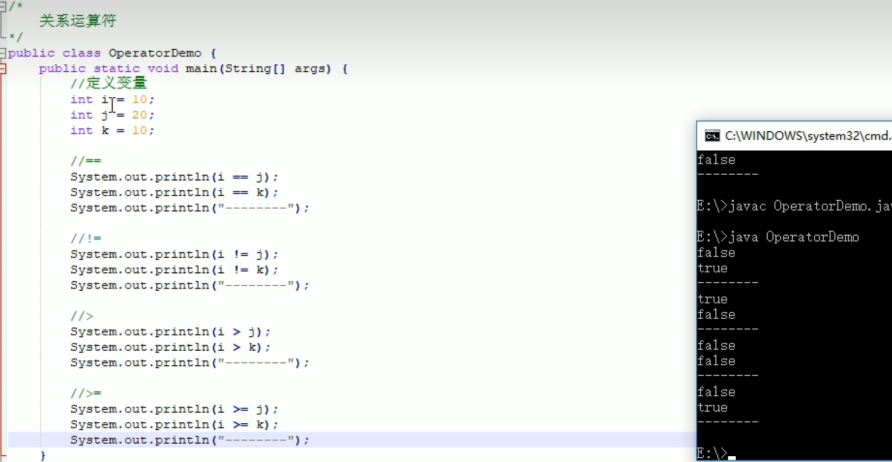 /*
关系运算符
*/
public class OperatorDemo {
public static void main(String[] args) {
//定义变量
int i = 10;
int j = 20;
int k = 10;
//==
System.out.println(i == j);
System.out.println(i == k);
System.out.println("--------");
//!=
System.out.println(i != j);
System.out.println(i != k);
System.out.println("--------");
//>
System.out.println(i > j);
System.out.println(i > k);
System.out.println("--------");
//>=
System.out.println(i >= j);
System.out.println(i >= k);
System.out.println("--------");
}
C:\WINDOWS\system32\cmd.
false
--------
E:\>javac OperatorDemo.ja
E:\>java OperatorDemo
false
true
--------
true
false
--------
false
false
--------
false
true
--------
E:\>